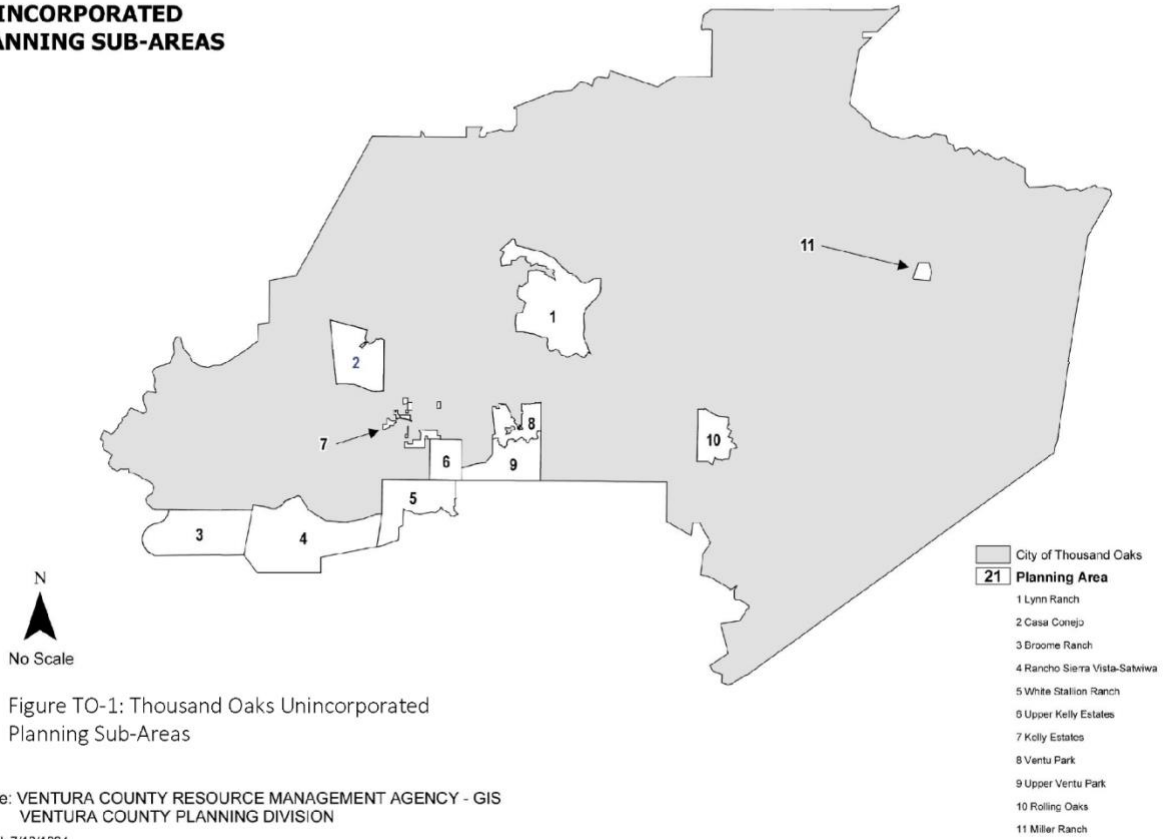 INCORPORATED
ANNING SUB-AREAS
11
1
2
7
8
10
6
9
5
3
4
N
No Scale
City of Thousand Oaks
21 Planning Area
1 Lynn Ranch
2 Casa Conejo
3 Broome Ranch
4 Rancho Sierra Vista-Satwiwa
5 White Stallion Ranch
6 Upper Kelly Estates
7 Kelly Estates
8 Ventu Park
9 Upper Ventu Park
10 Rolling Oaks
11 Miller Ranch
Figure TO-1: Thousand Oaks Unincorporated
Planning Sub-Areas
e: VENTURA COUNTY RESOURCE MANAGEMENT AGENCY - GIS
VENTURA COUNTY PLANNING DIVISION